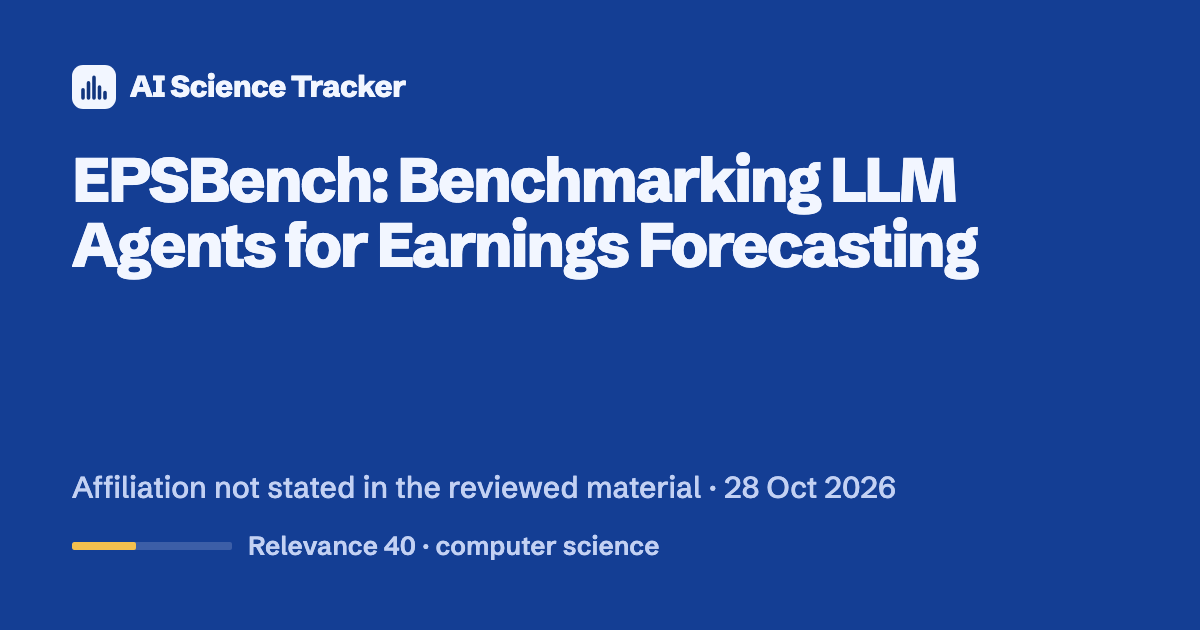 AI Science Tracker
EPSBench: Benchmarking LLM
Agents for Earnings Forecasting
Affiliation not stated in the reviewed material · 28 Oct 2026
Relevance 40 · computer science